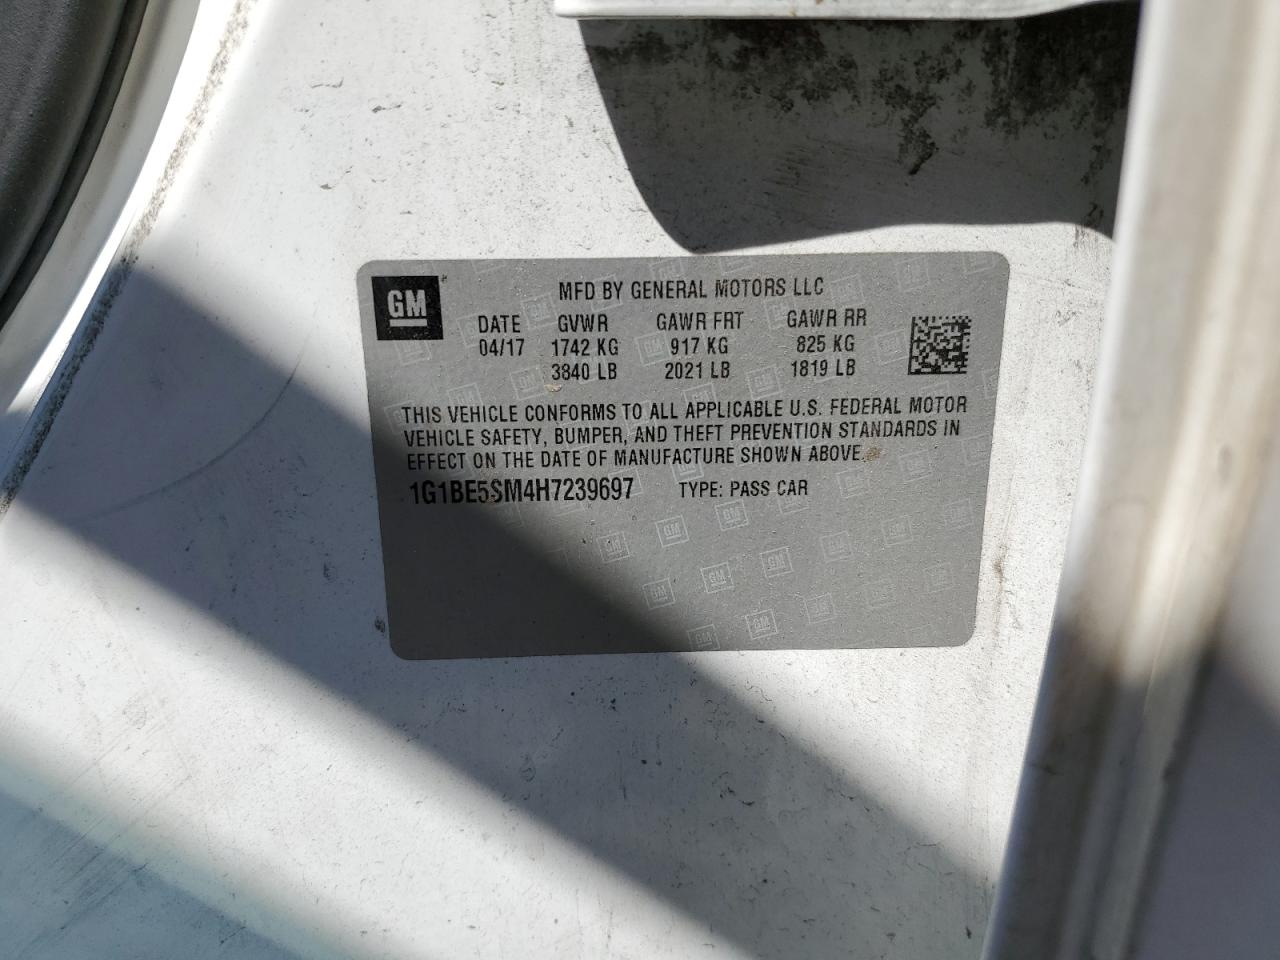 GM
MFD BY GENERAL MOTORS LLC
DATE GVWR GAWR FRT GAWR RR
04/17 1742 KG 917 KG 825 KG
3840 LB 2021 LB 1819 LB
THIS VEHICLE CONFORMS TO ALL APPLICABLE U.S. FEDERAL MOTOR
VEHICLE SAFETY, BUMPER, AND THEFT PREVENTION STANDARDS IN
EFFECT ON THE DATE OF MANUFACTURE SHOWN ABOVE.
1G1BE5SM4H7239697 TYPE: PASS CAR